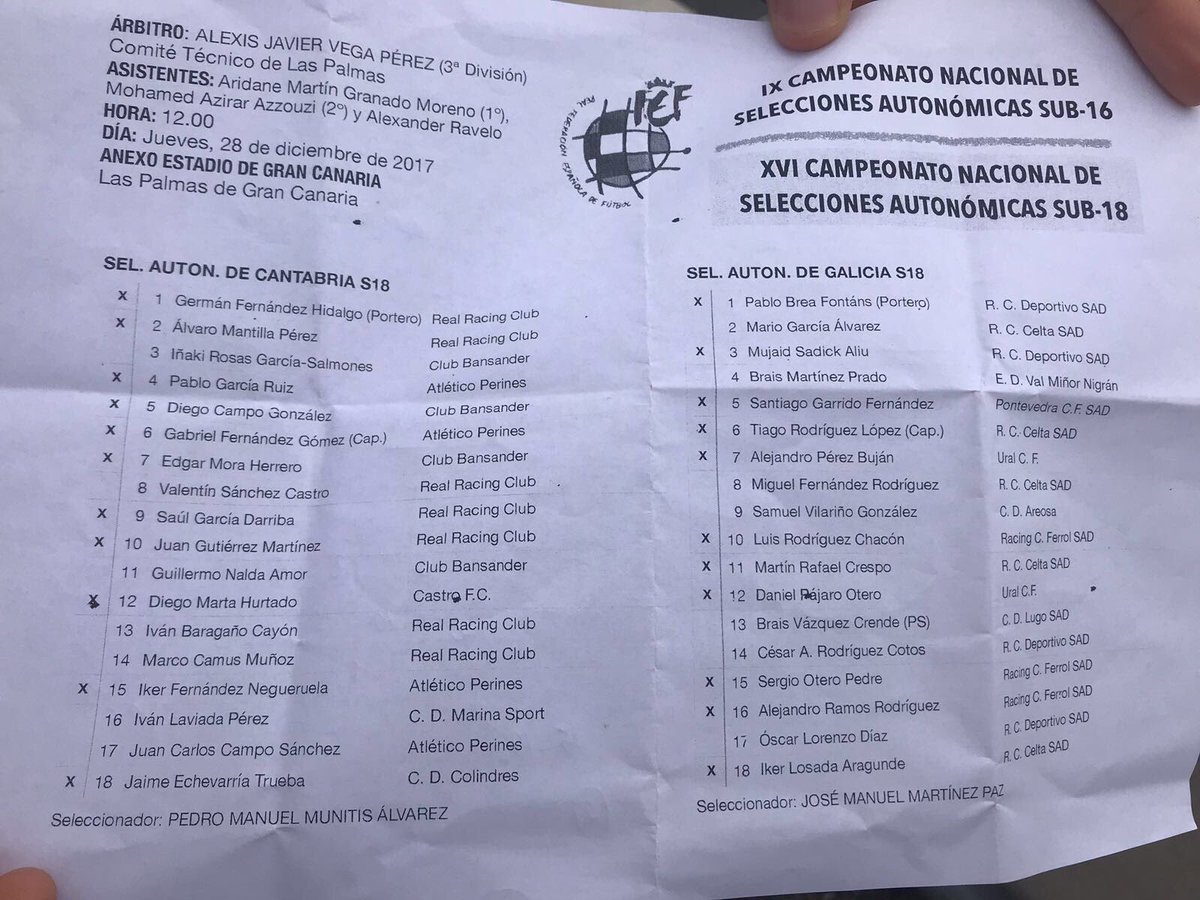 ÁRBITRO: ALEXIS JAVIER VEGA PÉREZ (3ª División)
Comité Técnico de Las Palmas
ASISTENTES: Aridane Martín Granado Moreno (1º),
Mohamed Azirar Azzouzi (2º) y Alexander Ravelo
HORA: 12.00
DÍA: Jueves, 28 de diciembre de 2017
ANEXO ESTADIO DE GRAN CANARIA
Las Palmas de Gran Canaria
REAL FEDERACION ESPAÑOLA DE FÚTBOL
IX CAMPEONATO NACIONAL DE
SELECCIONES AUTONÓMICAS SUB-16
XVI CAMPEONATO NACIONAL DE
SELECCIONES AUTONÓMICAS SUB-18
SEL. AUTON. DE CANTABRIA S18
X 1 Germán Fernández Hidalgo (Portero) Real Racing Club
X 2 Álvaro Mantilla Pérez Real Racing Club
3 Iñaki Rosas García-Salmones Club Bansander
X 4 Pablo García Ruiz Atlético Perines
X 5 Diego Campo González Club Bansander
X 6 Gabriel Fernández Gómez (Cap.) Atlético Perines
X 7 Edgar Mora Herrero Club Bansander
8 Valentín Sánchez Castro Real Racing Club
X 9 Saúl García Darriba Real Racing Club
X 10 Juan Gutiérrez Martínez Real Racing Club
11 Guillermo Nalda Amor Club Bansander
X 12 Diego Marta Hurtado Castro F.C.
13 Iván Baragaño Cayón Real Racing Club
14 Marco Camus Muñoz Real Racing Club
X 15 Iker Fernández Negueruela Atlético Perines
16 Iván Laviada Pérez C. D. Marina Sport
17 Juan Carlos Campo Sánchez Atlético Perines
X 18 Jaime Echevarría Trueba C. D. Colindres
Seleccionador: PEDRO MANUEL MUNITIS ÁLVAREZ
SEL. AUTON. DE GALICIA S18
X 1 Pablo Brea Fontáns (Portero) R. C. Deportivo SAD
2 Mario García Álvarez R. C. Celta SAD
X 3 Mujaid Sadick Aliu R. C. Deportivo SAD
4 Brais Martínez Prado E. D. Val Miñor Nigrán
X 5 Santiago Garrido Fernández Pontevedra C.F. SAD
X 6 Tiago Rodríguez López (Cap.) R. C. Celta SAD
X 7 Alejandro Pérez Buján Ural C. F.
8 Miguel Fernández Rodríguez R. C. Celta SAD
9 Samuel Vilariño González C. D. Areosa
X 10 Luis Rodríguez Chacón Racing C. Ferrol SAD
X 11 Martín Rafael Crespo R. C. Celta SAD
X 12 Daniel Pájaro Otero Ural C.F.
13 Brais Vázquez Crende (PS) C. D. Lugo SAD
14 César A. Rodríguez Cotos R. C. Deportivo SAD
X 15 Sergio Otero Pedre Racing C. Ferrol SAD
X 16 Alejandro Ramos Rodríguez Racing C. Ferrol SAD
17 Óscar Lorenzo Díaz R. C. Deportivo SAD
X 18 Iker Losada Aragunde R. C. Celta SAD
Seleccionador: JOSÉ MANUEL MARTÍNEZ PAZ